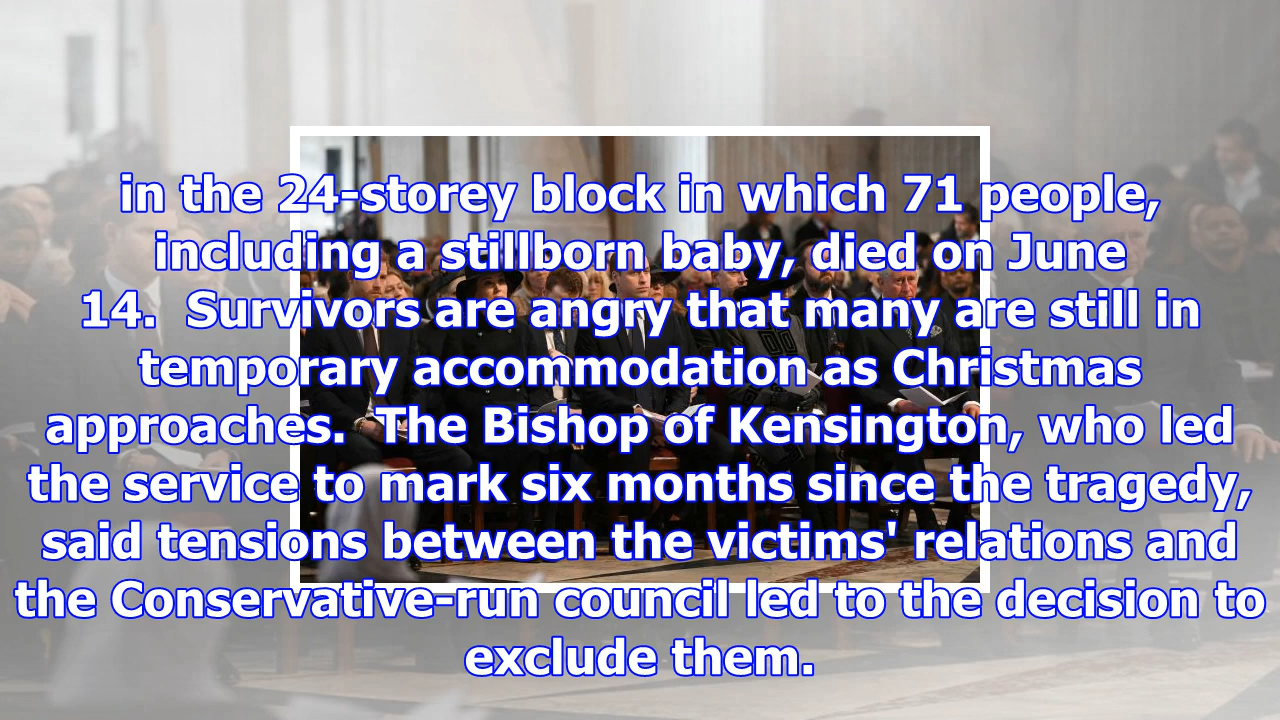 in the 24-storey block in which 71 people,
including a stillborn baby, died on June
14.  Survivors are angry that many are still in
temporary accommodation as Christmas
approaches.  The Bishop of Kensington, who led
the service to mark six months since the tragedy,
said tensions between the victims' relations and
the Conservative-run council led to the decision to
exclude them.